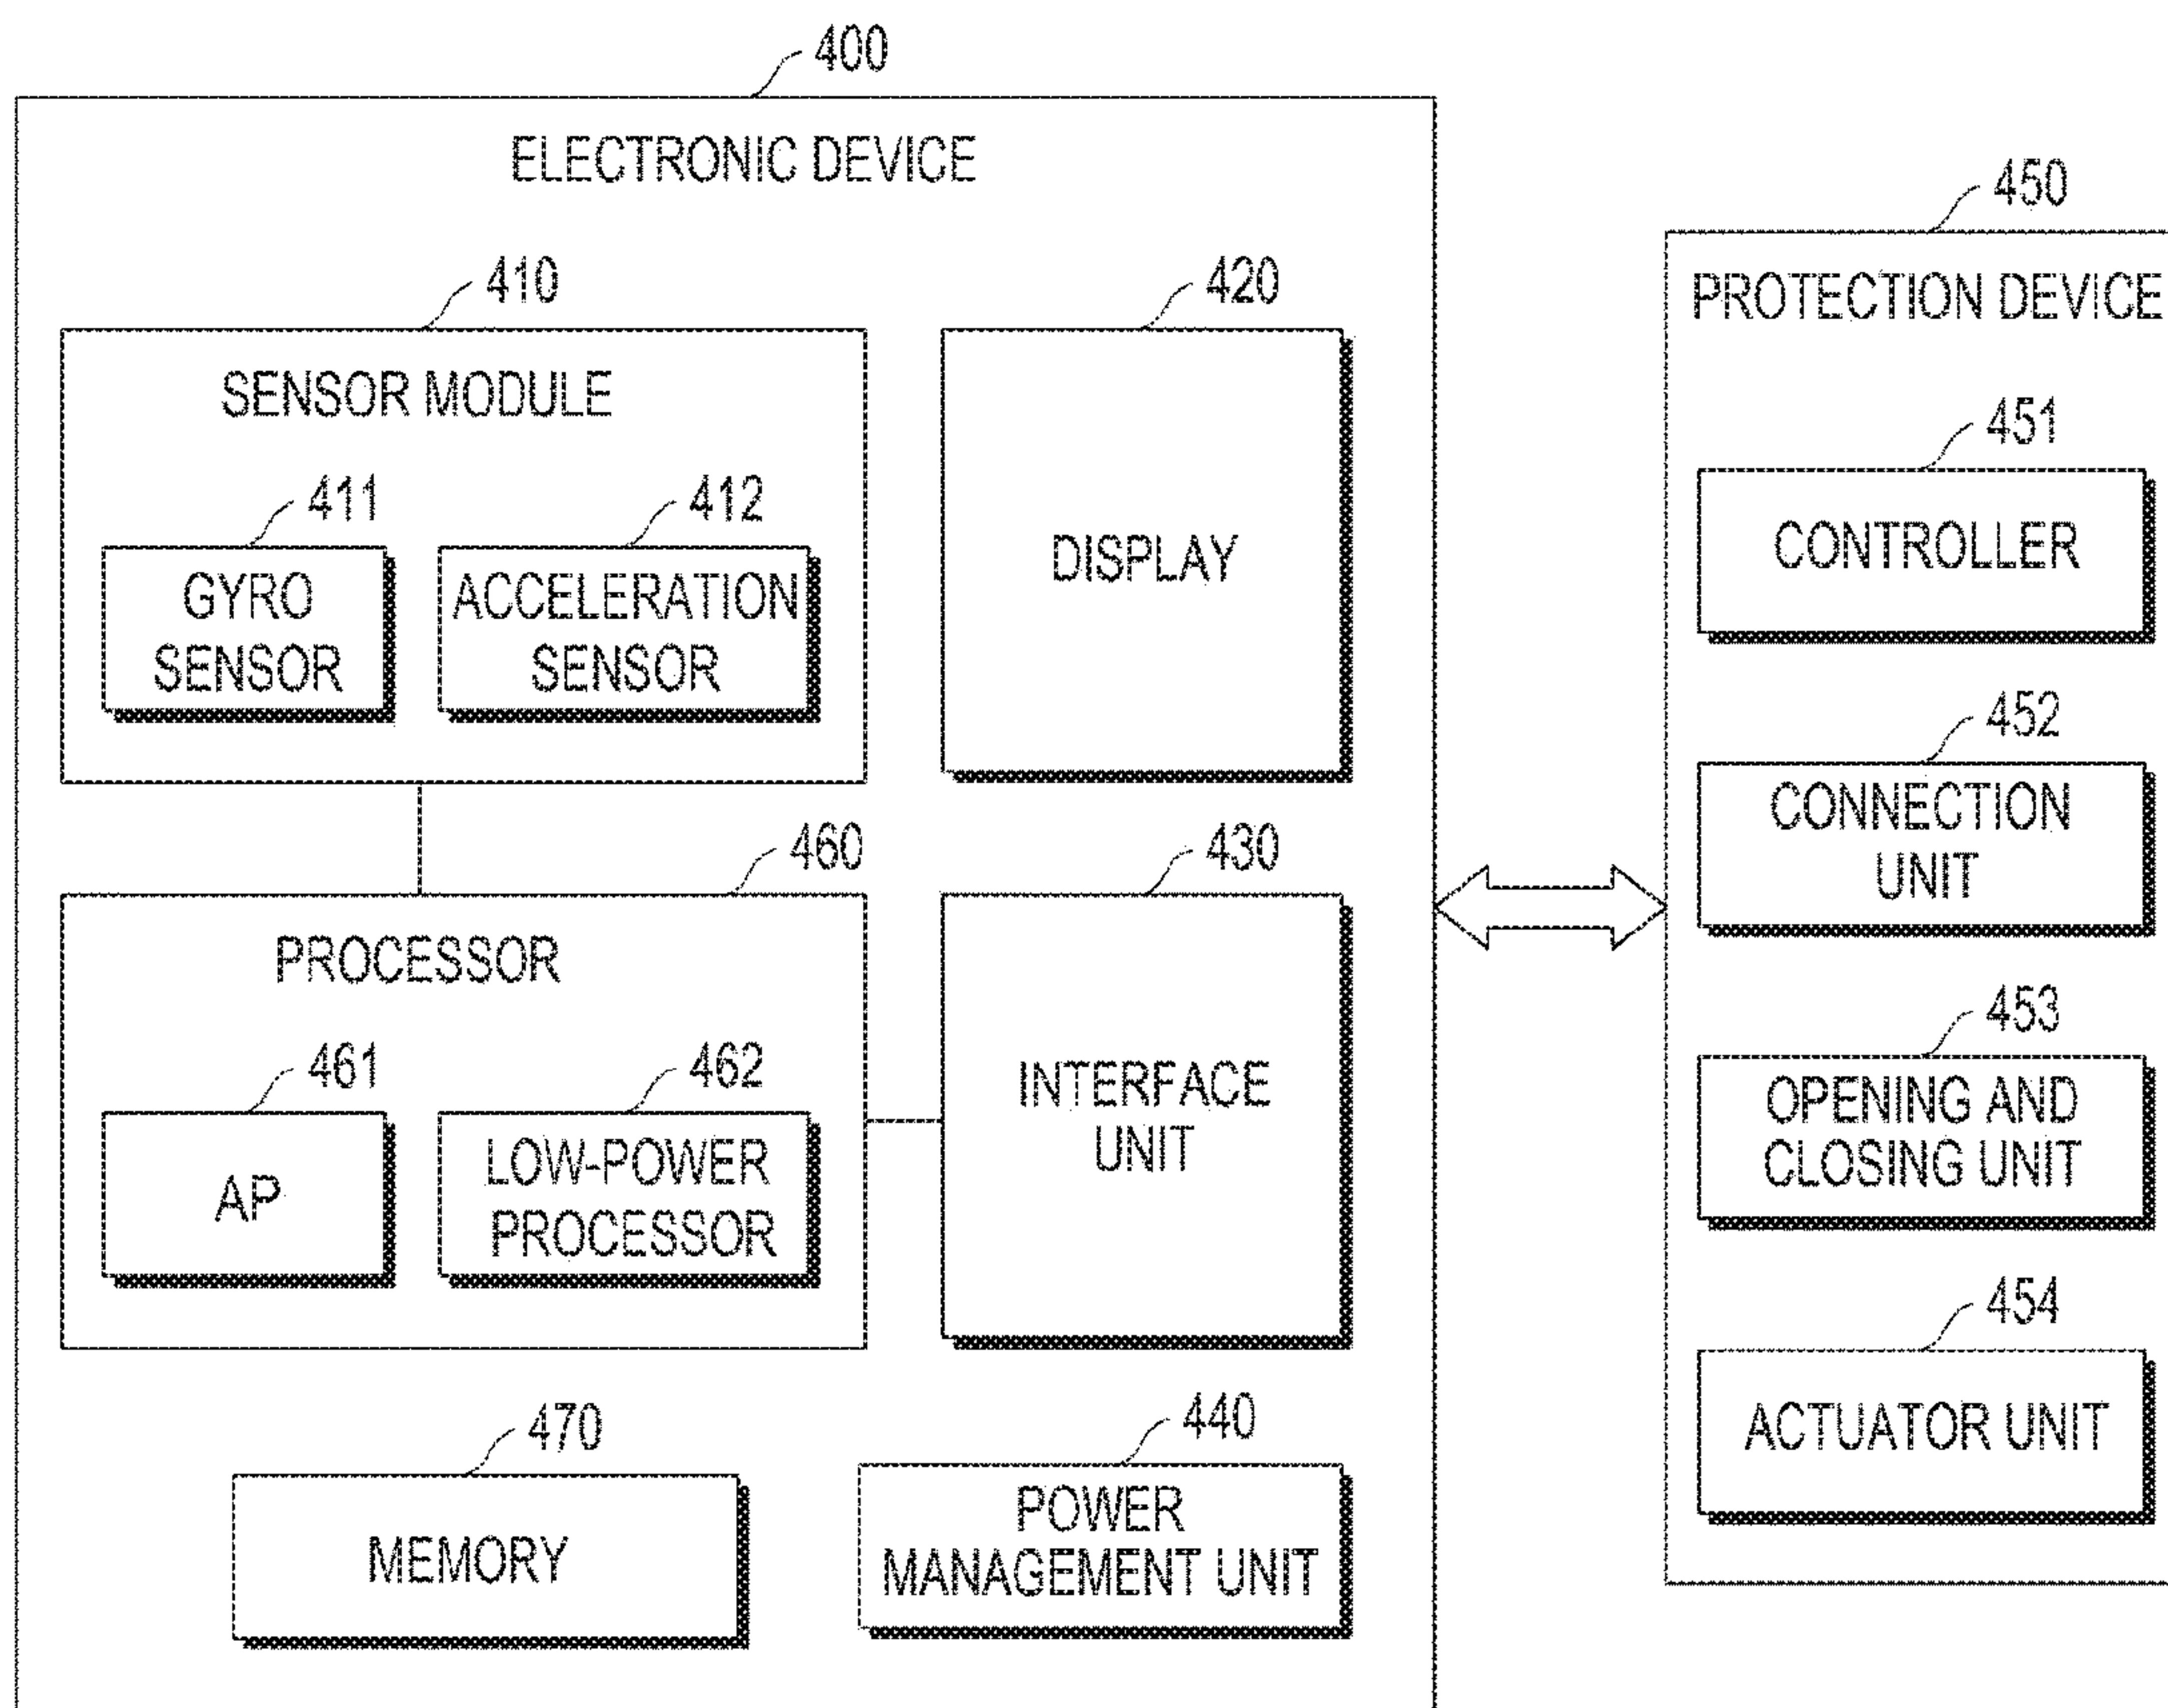 400
ELECTRONIC DEVICE
410
SENSOR MODULE
411
GYRO
SENSOR
412
ACCELERATION
SENSOR
420
DISPLAY
460
PROCESSOR
461
AP
462
LOW-POWER
PROCESSOR
430
INTERFACE
UNIT
470
MEMORY
440
POWER
MANAGEMENT UNIT
450
PROTECTION DEVICE
451
CONTROLLER
452
CONNECTION
UNIT
453
OPENING AND
CLOSING UNIT
454
ACTUATOR UNIT